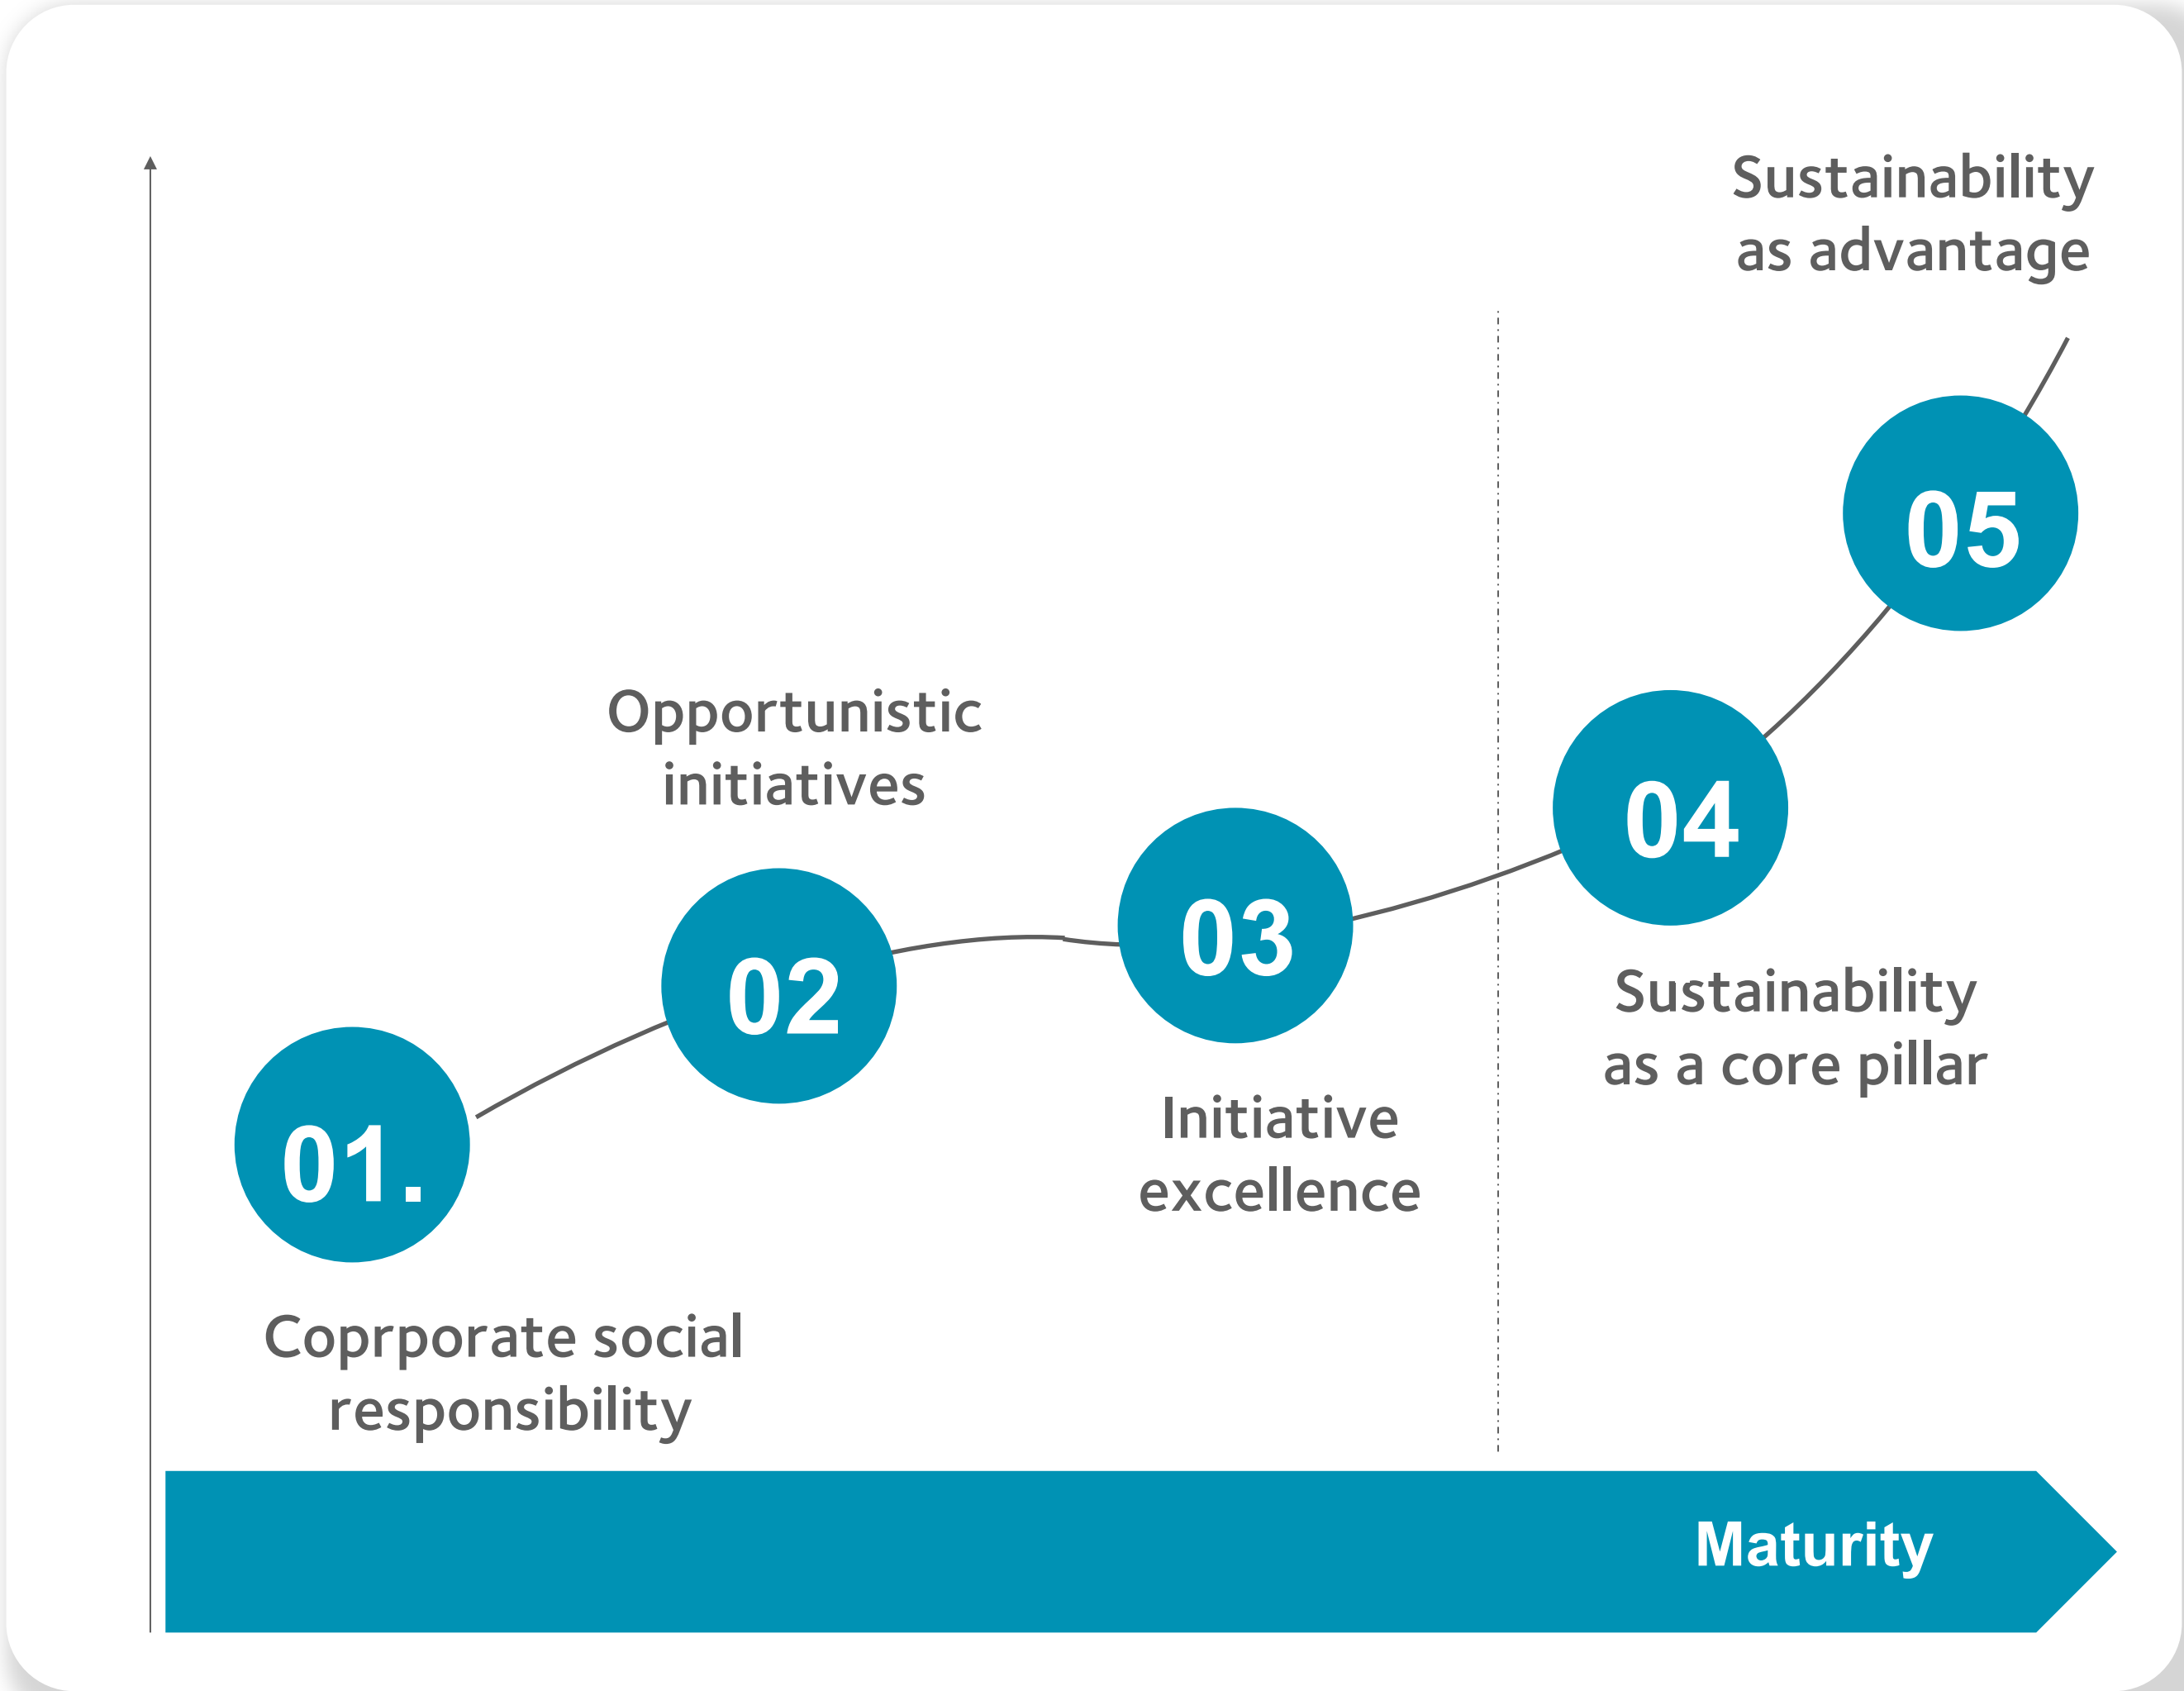 Sustainability
as advantage
05
Opportunistic
initiatives
04
03
02
Sustainability
as a core pillar
01.
Initiative
excellence
Coprporate social
responsibility
Maturity